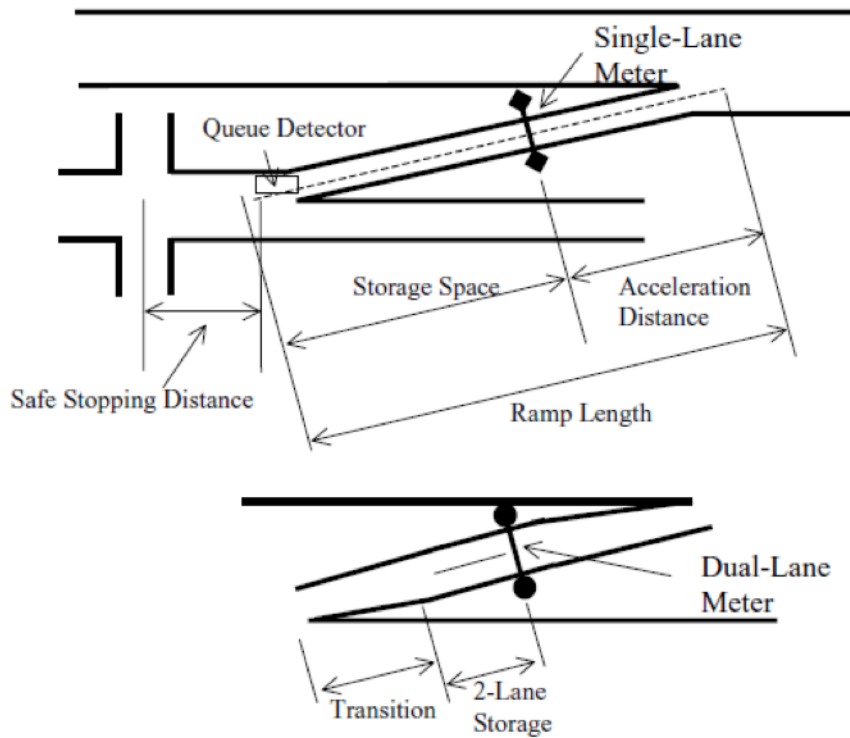 Single-Lane
Meter
Queue Detector
Storage Space
Acceleration
Distance
Safe Stopping Distance
Ramp Length
Dual-Lane
Meter
Transition
2-Lane
Storage